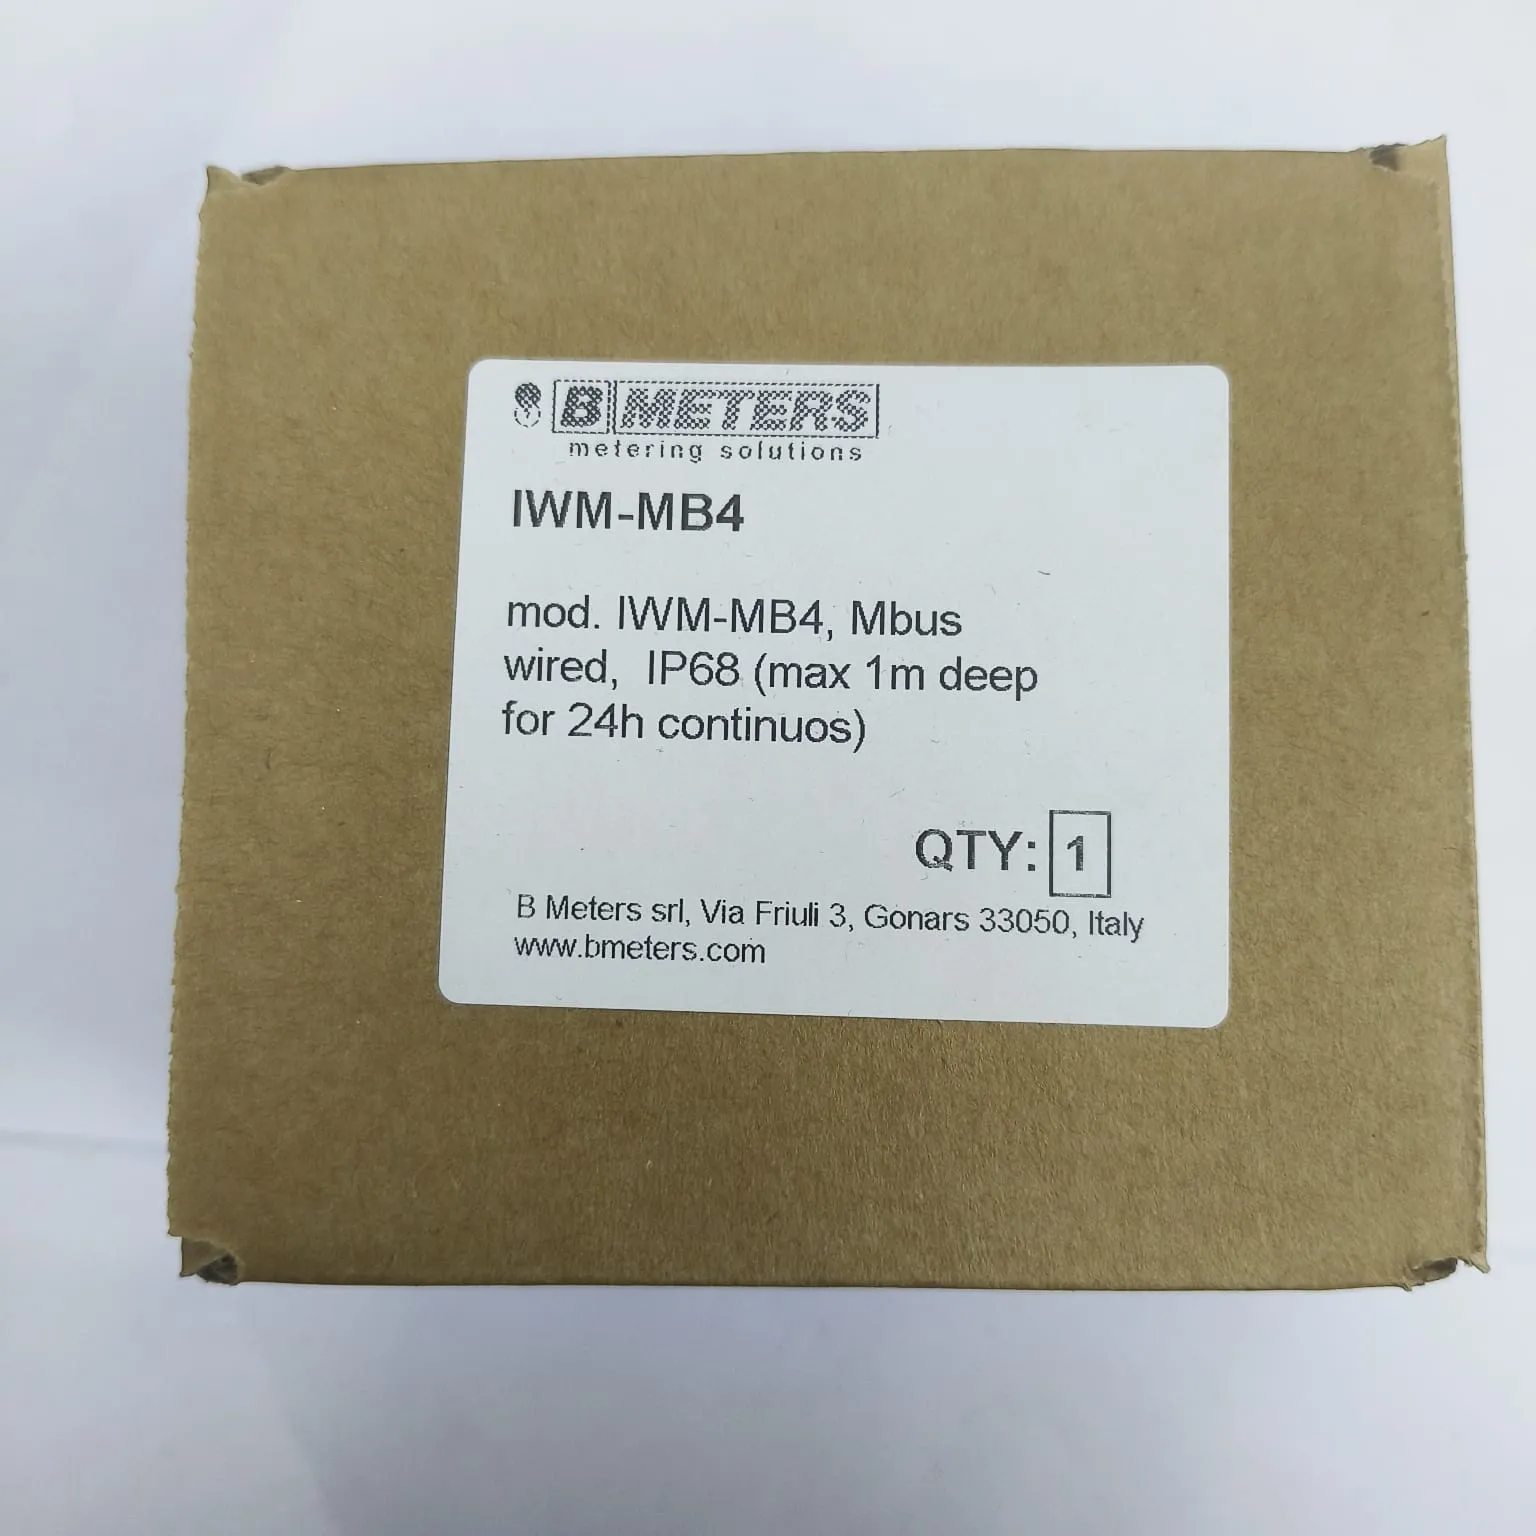 B METERS
metering solutions
IWM-MB4
mod. IWM-MB4, Mbus
wired, IP68 (max 1m deep
for 24h continuos)
QTY: 1
B Meters srl, Via Friuli 3, Gonars 33050, Italy
www.bmeters.com